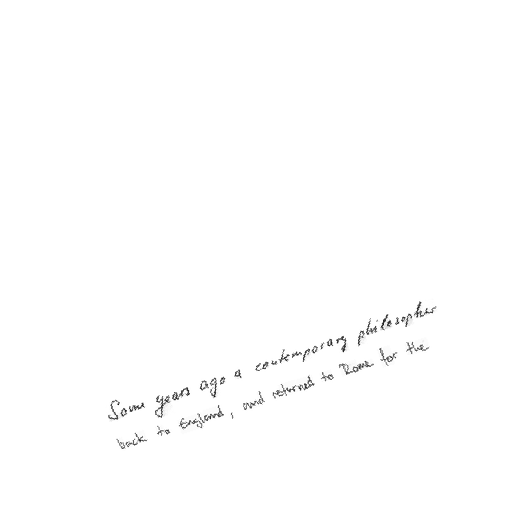 Some years ago a contemporary philosopher
back to England, and returned to Rome for the